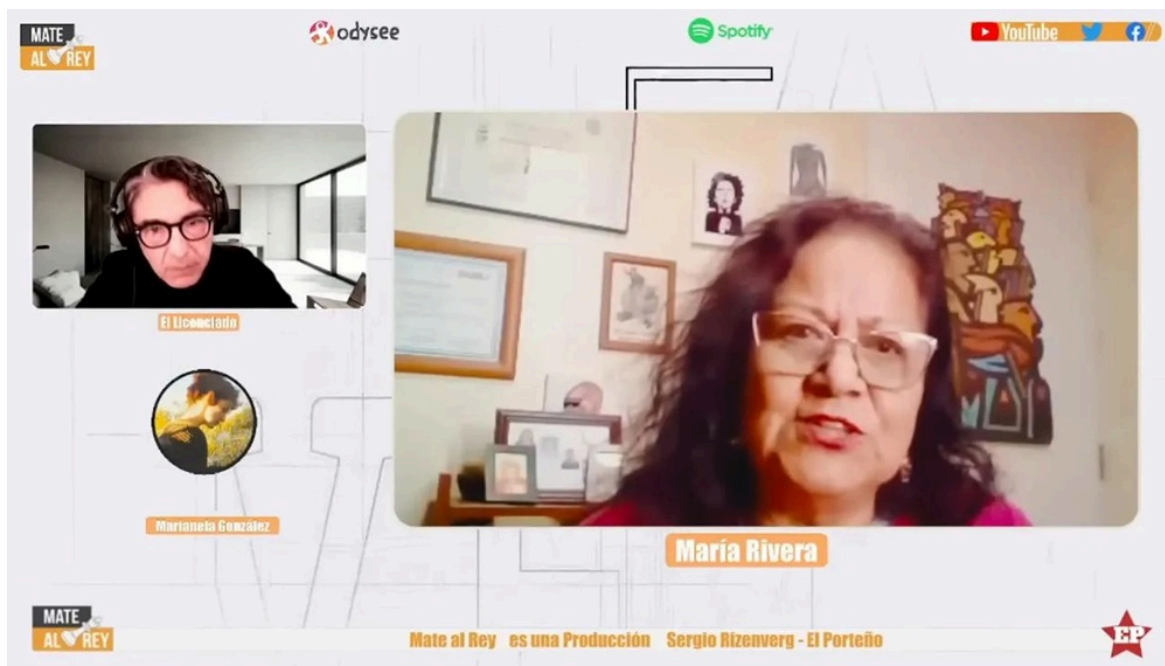 MATE
AL REY
odysee
Spotify
YouTube
El Licenciado
Marianela González
María Rivera
MATE
AL REY
Mate al Rey es una Producción Sergio Rizenverg - El Porteño
EP